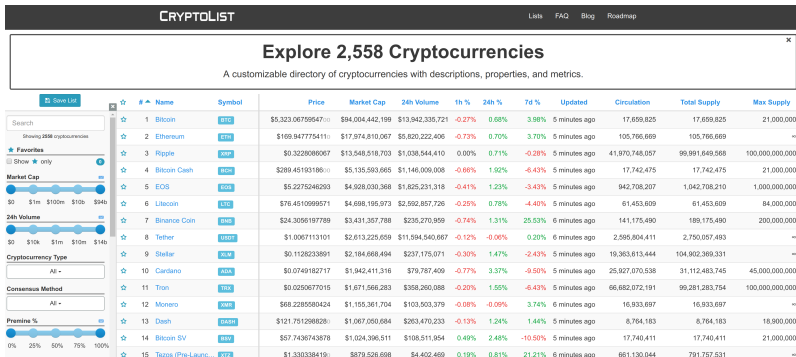 CRYPTOLIST Lists FAQ Blog Roadmap
Explore 2,558 Cryptocurrencies
A customizable directory of cryptocurrencies with descriptions, properties, and metrics.
Save List
Search
Showing 2558 cryptocurrencies
Favorites
Show ★ only 0
Market Cap
$0 $1m $100m $10b $94b
24h Volume
$0 $10k $1m $10m $14b
Cryptocurrency Type
All
Consensus Method
All
Premine %
0% 25% 50% 75% 100%
# Name Symbol Price Market Cap 24h Volume 1h % 24h % 7d % Updated Circulation Total Supply Max Supply
1 Bitcoin BTC $5,323.0675954700 $94,004,442,199 $13,942,335,721 -0.27% 0.68% 3.98% 5 minutes ago 17,659,825 17,659,825 21,000,000
2 Ethereum ETH $169.9477754110 $17,974,810,067 $5,820,222,406 -0.73% 0.70% 3.70% 5 minutes ago 105,766,669 105,766,669 ∞
3 Ripple XRP $0.3228086067 $13,548,518,703 $1,038,544,410 0.00% 0.71% -0.28% 5 minutes ago 41,970,748,057 99,991,649,568 100,000,000,000
4 Bitcoin Cash BCH $289.4519318600 $5,135,593,665 $1,146,009,008 -0.66% 1.92% -6.43% 5 minutes ago 17,742,475 17,742,475 21,000,000
5 EOS EOS $5.2275246293 $4,928,030,368 $1,825,231,318 -0.41% 1.23% -3.43% 5 minutes ago 942,708,207 1,042,708,210 1,000,000,000
6 Litecoin LTC $76.4510999571 $4,698,195,973 $2,592,857,726 -0.25% 0.78% -4.40% 5 minutes ago 61,453,609 61,453,609 84,000,000
7 Binance Coin BNB $24.3056197789 $3,431,357,788 $235,270,959 -0.74% 1.31% 25.53% 5 minutes ago 141,175,490 189,175,490 200,000,000
8 Tether USDT $1.0067113101 $2,613,225,659 $11,594,540,667 -0.12% -0.06% 0.20% 6 minutes ago 2,595,804,411 2,750,057,493 ∞
9 Stellar XLM $0.1128233891 $2,184,668,494 $237,175,071 -0.30% 1.47% -2.43% 5 minutes ago 19,363,613,444 104,902,369,331 ∞
10 Cardano ADA $0.0749182717 $1,942,411,316 $79,787,409 -0.77% 3.37% -9.50% 5 minutes ago 25,927,070,538 31,112,483,745 45,000,000,000
11 Tron TRX $0.0250677015 $1,671,566,283 $358,260,088 -0.20% 1.55% -6.43% 5 minutes ago 66,682,072,191 99,281,283,754 100,000,000,000
12 Monero XMR $68.2285580424 $1,155,361,704 $103,503,379 -0.08% -0.09% 3.74% 6 minutes ago 16,933,697 16,933,697 ∞
13 Dash DASH $121.7512988280 $1,067,050,684 $263,470,233 -0.13% 1.24% 1.44% 5 minutes ago 8,764,183 8,764,183 18,900,000
14 Bitcoin SV BSV $57.7436743878 $1,024,396,511 $108,511,954 0.49% 2.48% -10.50% 5 minutes ago 17,740,659 17,740,659 21,000,000
15 Tezos (Pre-Launc... XTZ $1.3303384190 $879,526,698 $4,402,469 0.19% 0.81% 21.21% 6 minutes ago 661,130,044 791,757,531 ∞